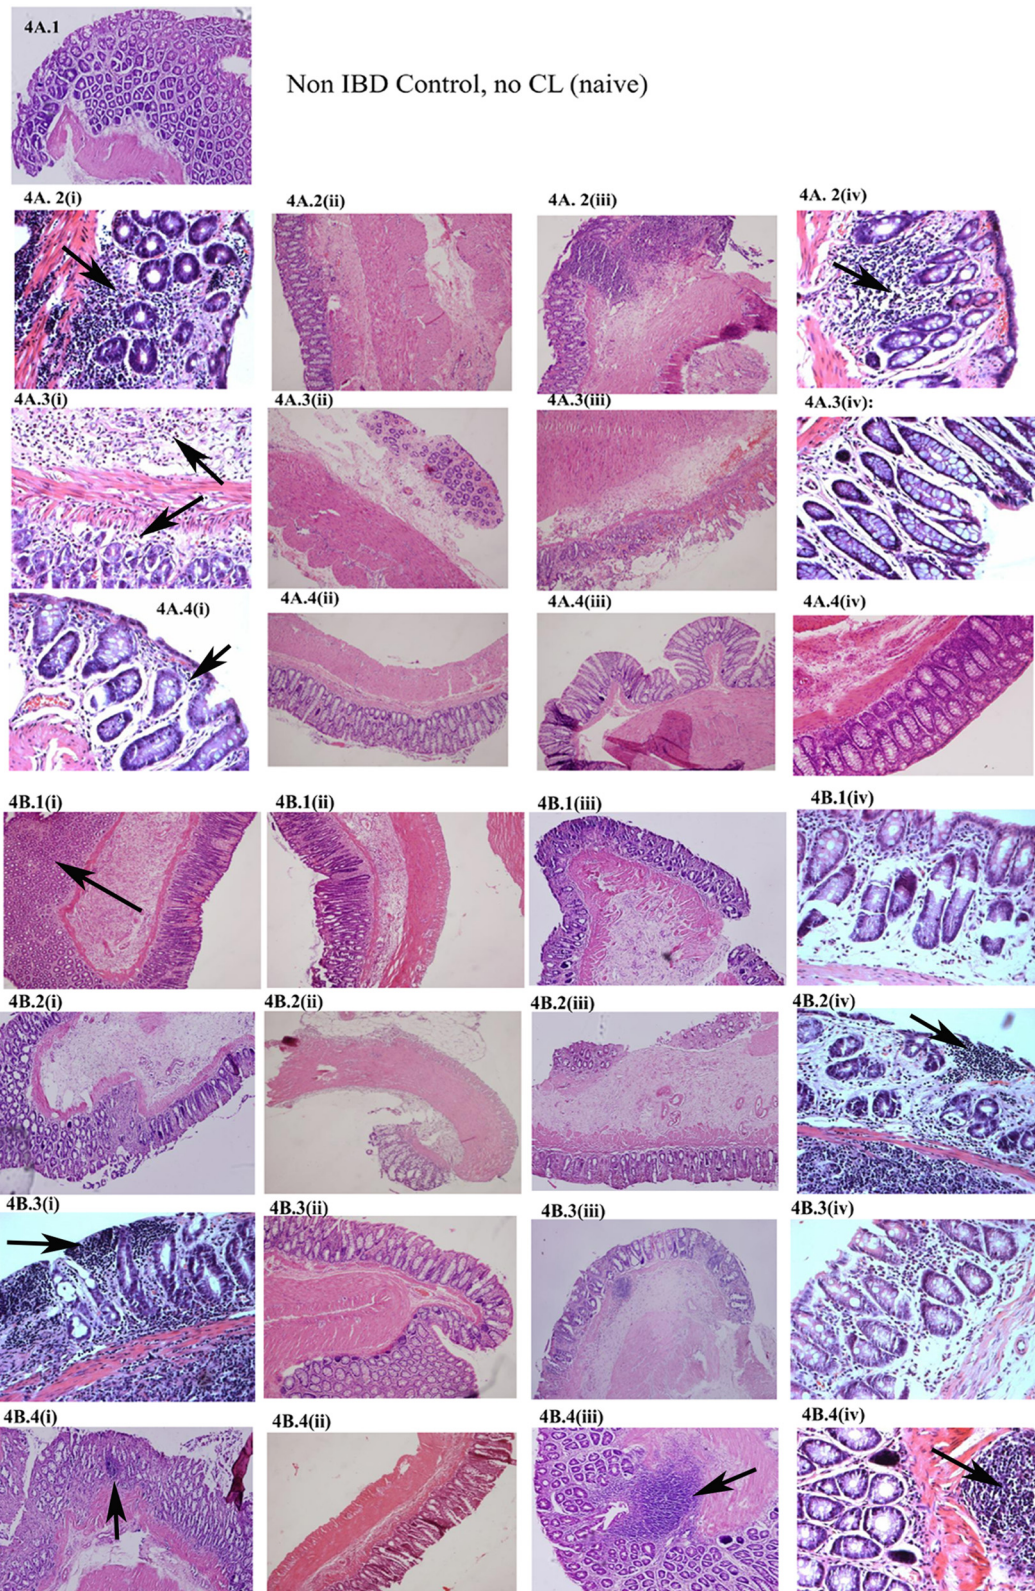 4A.1
Non IBD Control, no CL (naive)
4A. 2(i)
4A.2(ii)
4A. 2(iii)
4A. 2(iv)
4A.3(i)
4A.3(ii)
4A.3(iii)
4A.3(iv):
4A.4(i)
4A.4(ii)
4A.4(iii)
4A.4(iv)
4B.1(i)
4B.1(ii)
4B.1(iii)
4B.1(iv)
4B.2(i)
4B.2(ii)
4B.2(iii)
4B.2(iv)
4B.3(i)
4B.3(ii)
4B.3(iii)
4B.3(iv)
4B.4(i)
4B.4(ii)
4B.4(iii)
4B.4(iv)